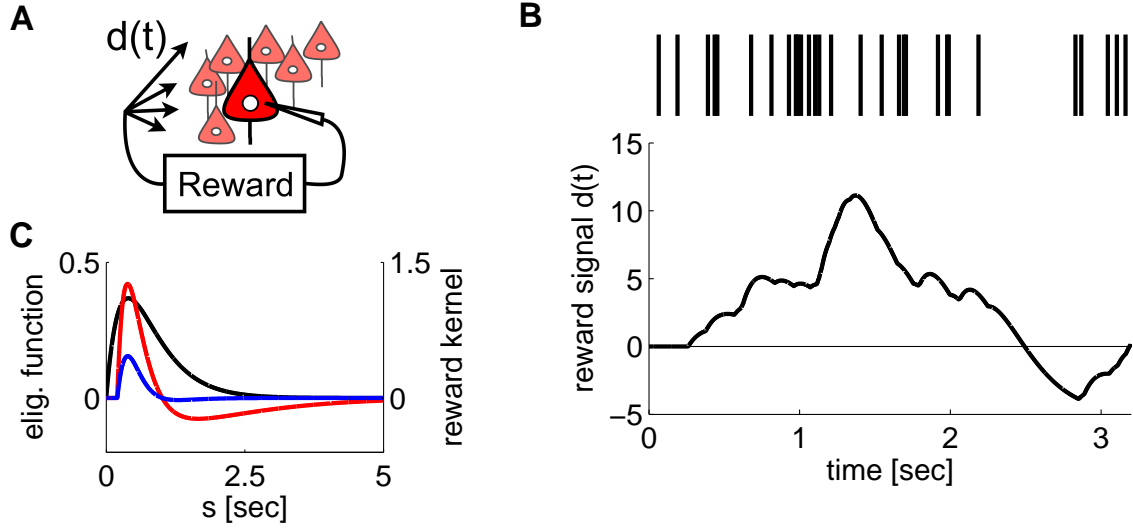 A
d(t)
Reward
B
15
10
5
0
−5
reward signal d(t)
0
1
2
3
time [sec]
C
0.5
0
elig. function
1.5
0
reward kernel
0
2.5
5
s [sec]